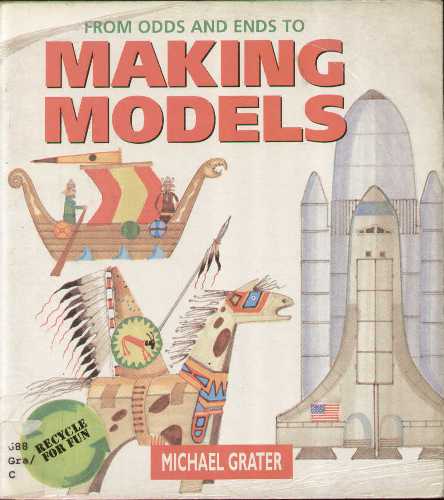 FROM ODDS AND ENDS TO
MAKING
MODELS
RECYCLE
FOR FUN
688
Gra/
C
MICHAEL GRATER